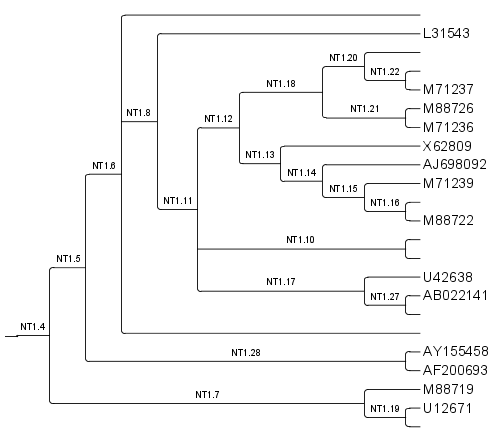 L31543
NT1.20
NT1.22
NT1.18
M71237
NT1.8
M88726
NT1.21
NT1.12
M71236
X62809
NT1.13
AJ698092
NT1.6
NT1.14
M71239
NT1.15
NT1.11
NT1.16
M88722
NT1.10
NT1.5
U42638
NT1.17
AB022141
NT1.27
NT1.4
AY155458
NT1.28
AF200693
M88719
NT1.7
U12671
NT1.19